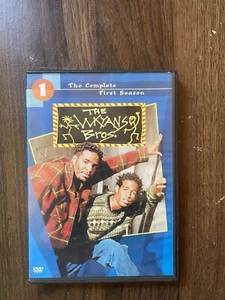 1
The Complete
First Season
THE
WAYANS
Bros.
DVD